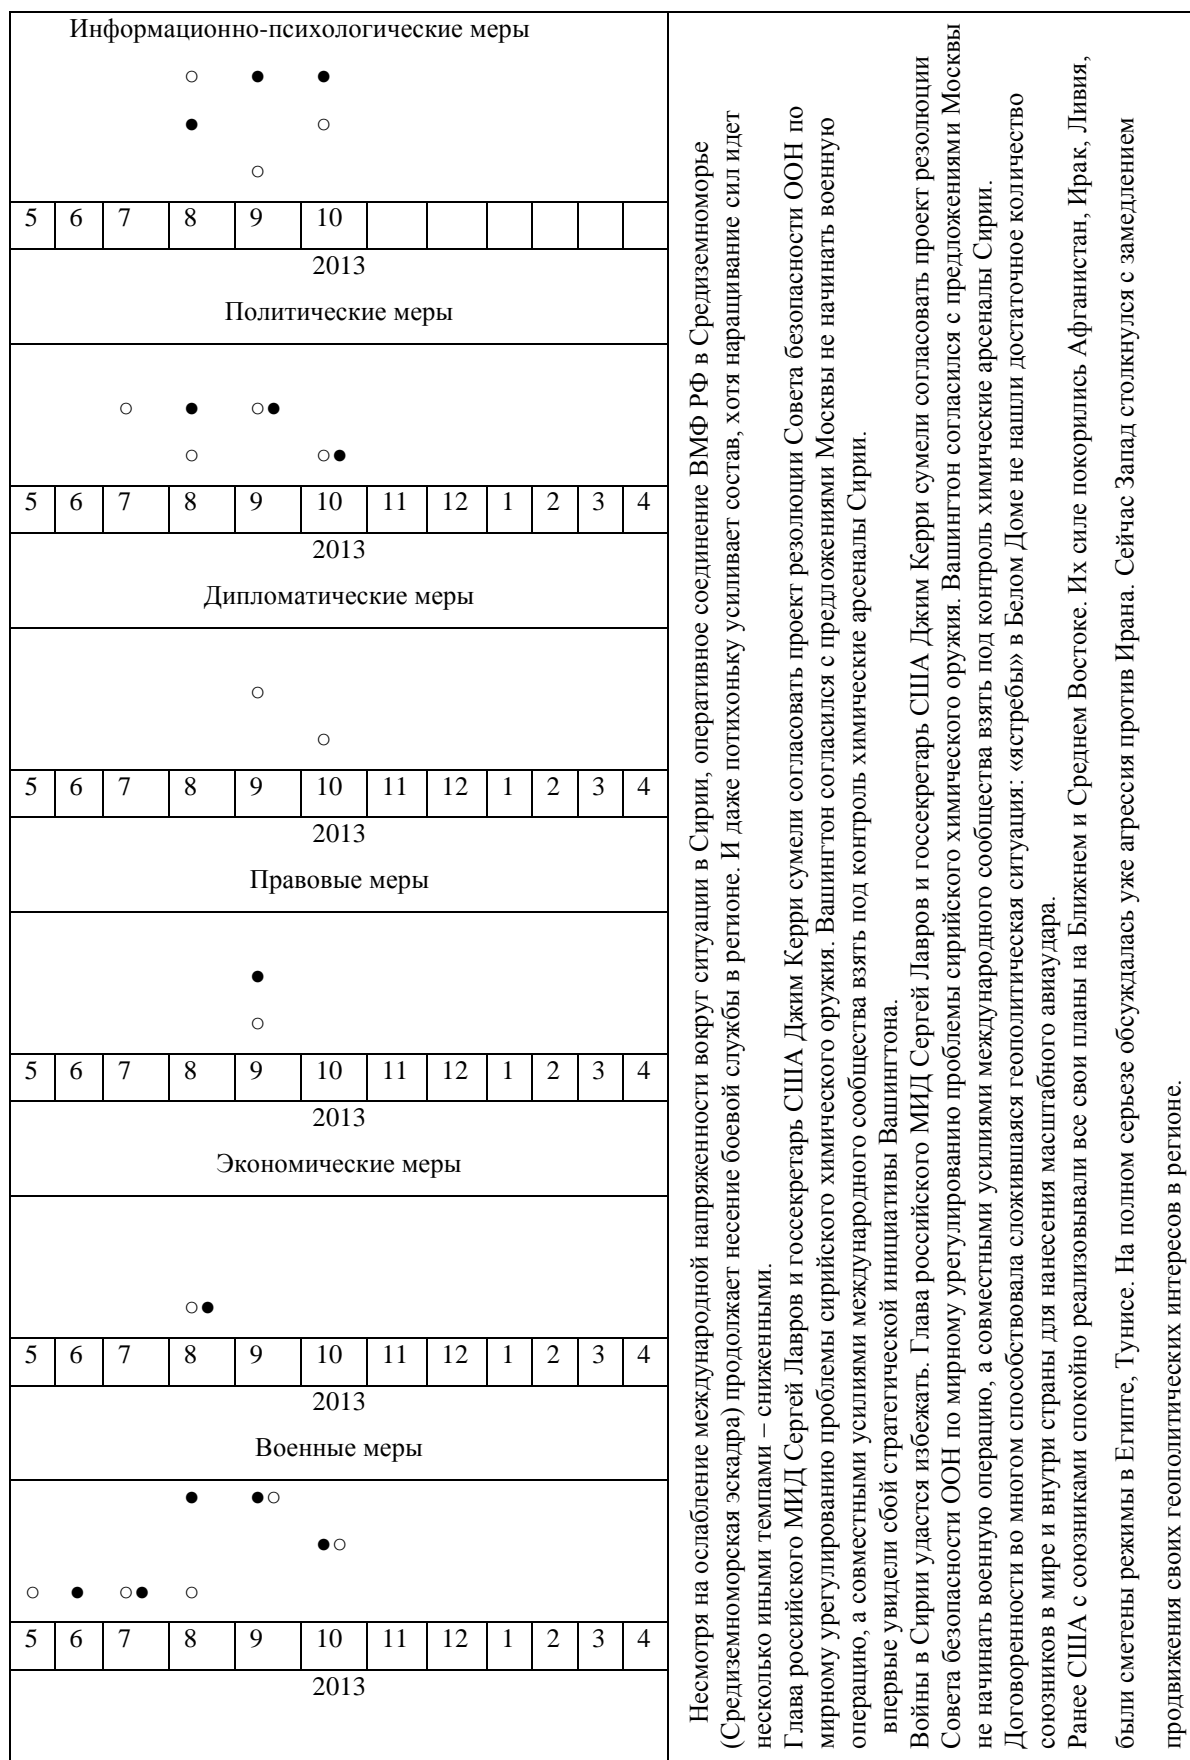 Информационно-психологические меры
○ ● ●
● ○
○
5 6 7 8 9 10
2013
Политические меры
○ ● ○●
○ ○●
5 6 7 8 9 10 11 12 1 2 3 4
2013
Дипломатические меры
○
○
5 6 7 8 9 10 11 12 1 2 3 4
2013
Правовые меры
●
○
5 6 7 8 9 10 11 12 1 2 3 4
2013
Экономические меры
○●
5 6 7 8 9 10 11 12 1 2 3 4
2013
Военные меры
● ●○
●○
○ ● ○● ○
5 6 7 8 9 10 11 12 1 2 3 4
2013
Несмотря на ослабление международной напряженности вокруг ситуации в Сирии, оперативное соединение ВМФ РФ в Средиземноморье
(Средиземноморская эскадра) продолжает несение боевой службы в регионе. И даже потихоньку усиливает состав, хотя наращивание сил идет
несколько иными темпами – сниженными.
Глава российского МИД Сергей Лавров и госсекретарь США Джим Керри сумели согласовать проект резолюции Совета безопасности ООН по
мирному урегулированию проблемы сирийского химического оружия. Вашингтон согласился с предложениями Москвы не начинать военную
операцию, а совместными усилиями международного сообщества взять под контроль химические арсеналы Сирии.
впервые увидели сбой стратегической инициативы Вашингтона.
Войны в Сирии удастся избежать. Глава российского МИД Сергей Лавров и госсекретарь США Джим Керри сумели согласовать проект резолюции
Совета безопасности ООН по мирному урегулированию проблемы сирийского химического оружия. Вашингтон согласился с предложениями Москвы
не начинать военную операцию, а совместными усилиями международного сообщества взять под контроль химические арсеналы Сирии.
Договоренности во многом способствовала сложившаяся геополитическая ситуация: «ястребы» в Белом Доме не нашли достаточное количество
союзников в мире и внутри страны для нанесения масштабного авиаудара.
Ранее США с союзниками спокойно реализовывали все свои планы на Ближнем и Среднем Востоке. Их силе покорились Афганистан, Ирак, Ливия,
были сметены режимы в Египте, Тунисе. На полном серьезе обсуждалась уже агрессия против Ирана. Сейчас Запад столкнулся с замедлением
продвижения своих геополитических интересов в регионе.